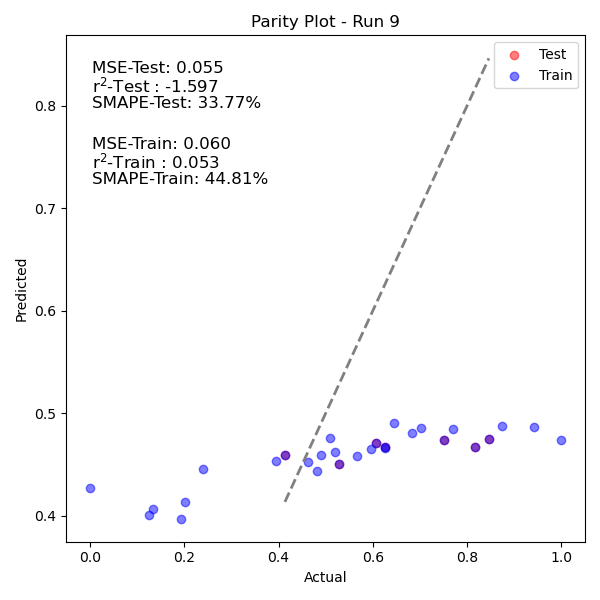 Parity Plot - Run 9
MSE-Test: 0.055
r²-Test : -1.597
SMAPE-Test: 33.77%
MSE-Train: 0.060
r²-Train : 0.053
SMAPE-Train: 44.81%
Test
Train
0.8
0.7
0.6
0.5
0.4
Predicted
0.0 0.2 0.4 0.6 0.8 1.0
Actual